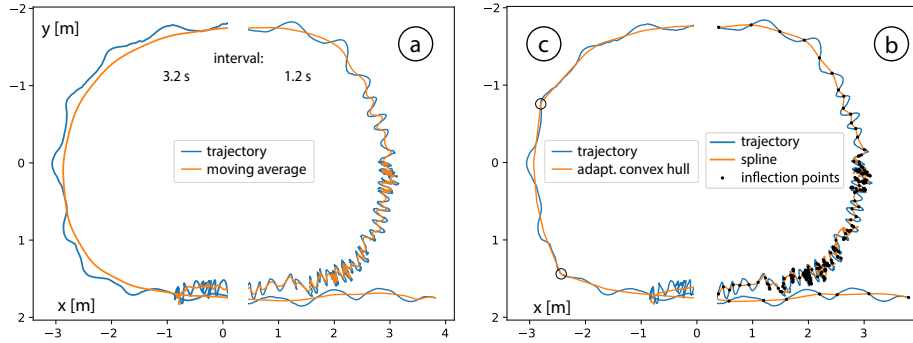 y [m]
a
interval:
3.2 s
1.2 s
trajectory
moving average
x [m]
−2
−1
0
1
2
−3
−2
−1
0
1
2
3
4
c
b
trajectory
adapt. convex hull
trajectory
spline
inflection points
x [m]
−2
−1
0
1
2
−3
−2
−1
0
1
2
3